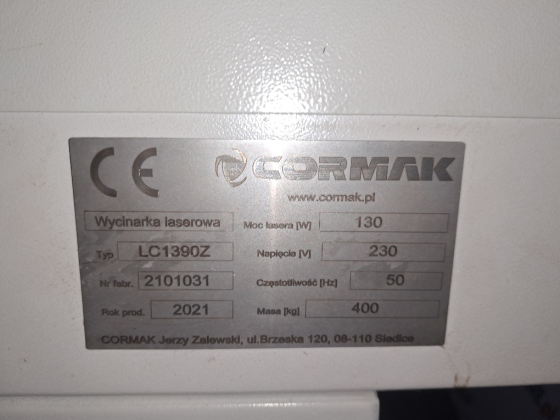 CE CORMAK
www.cormak.pl
Wycinarka laserowa Moc lasera [W] 130
Typ LC1390Z Napięcie [V] 230
Nr fabr. 2101031 Częstotliwość [Hz] 50
Rok prod. 2021 Masa [kg] 400
CORMAK Jerzy Zalewski, ul.Brzeska 120, 08-110 Siedlce